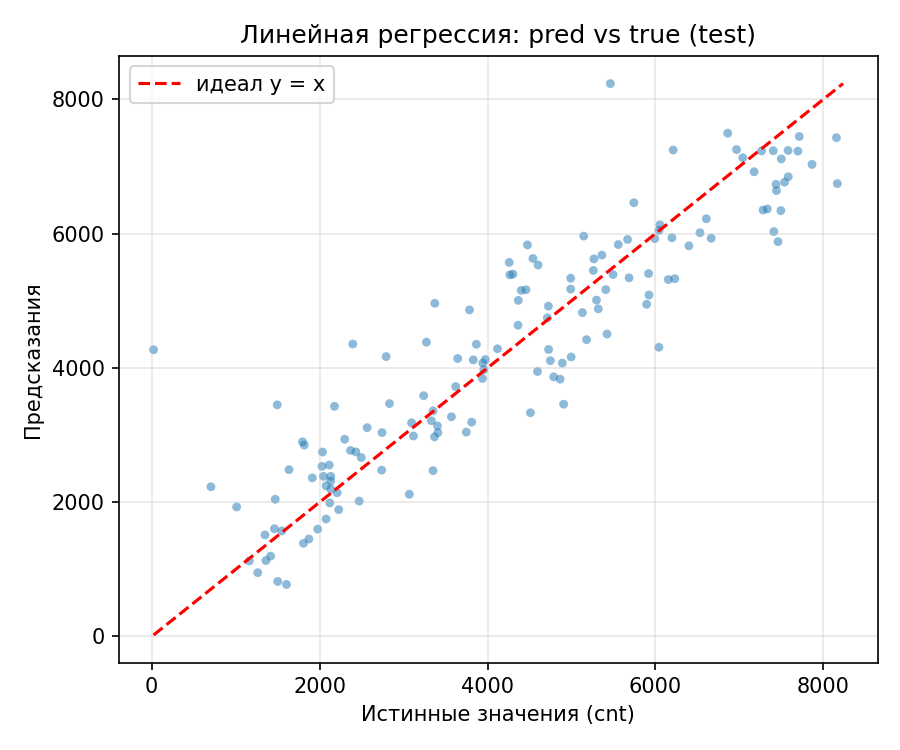 Линейная регрессия: pred vs true (test)
идеал y = x
8000
6000
4000
2000
0
Предсказания
0 2000 4000 6000 8000
Истинные значения (cnt)